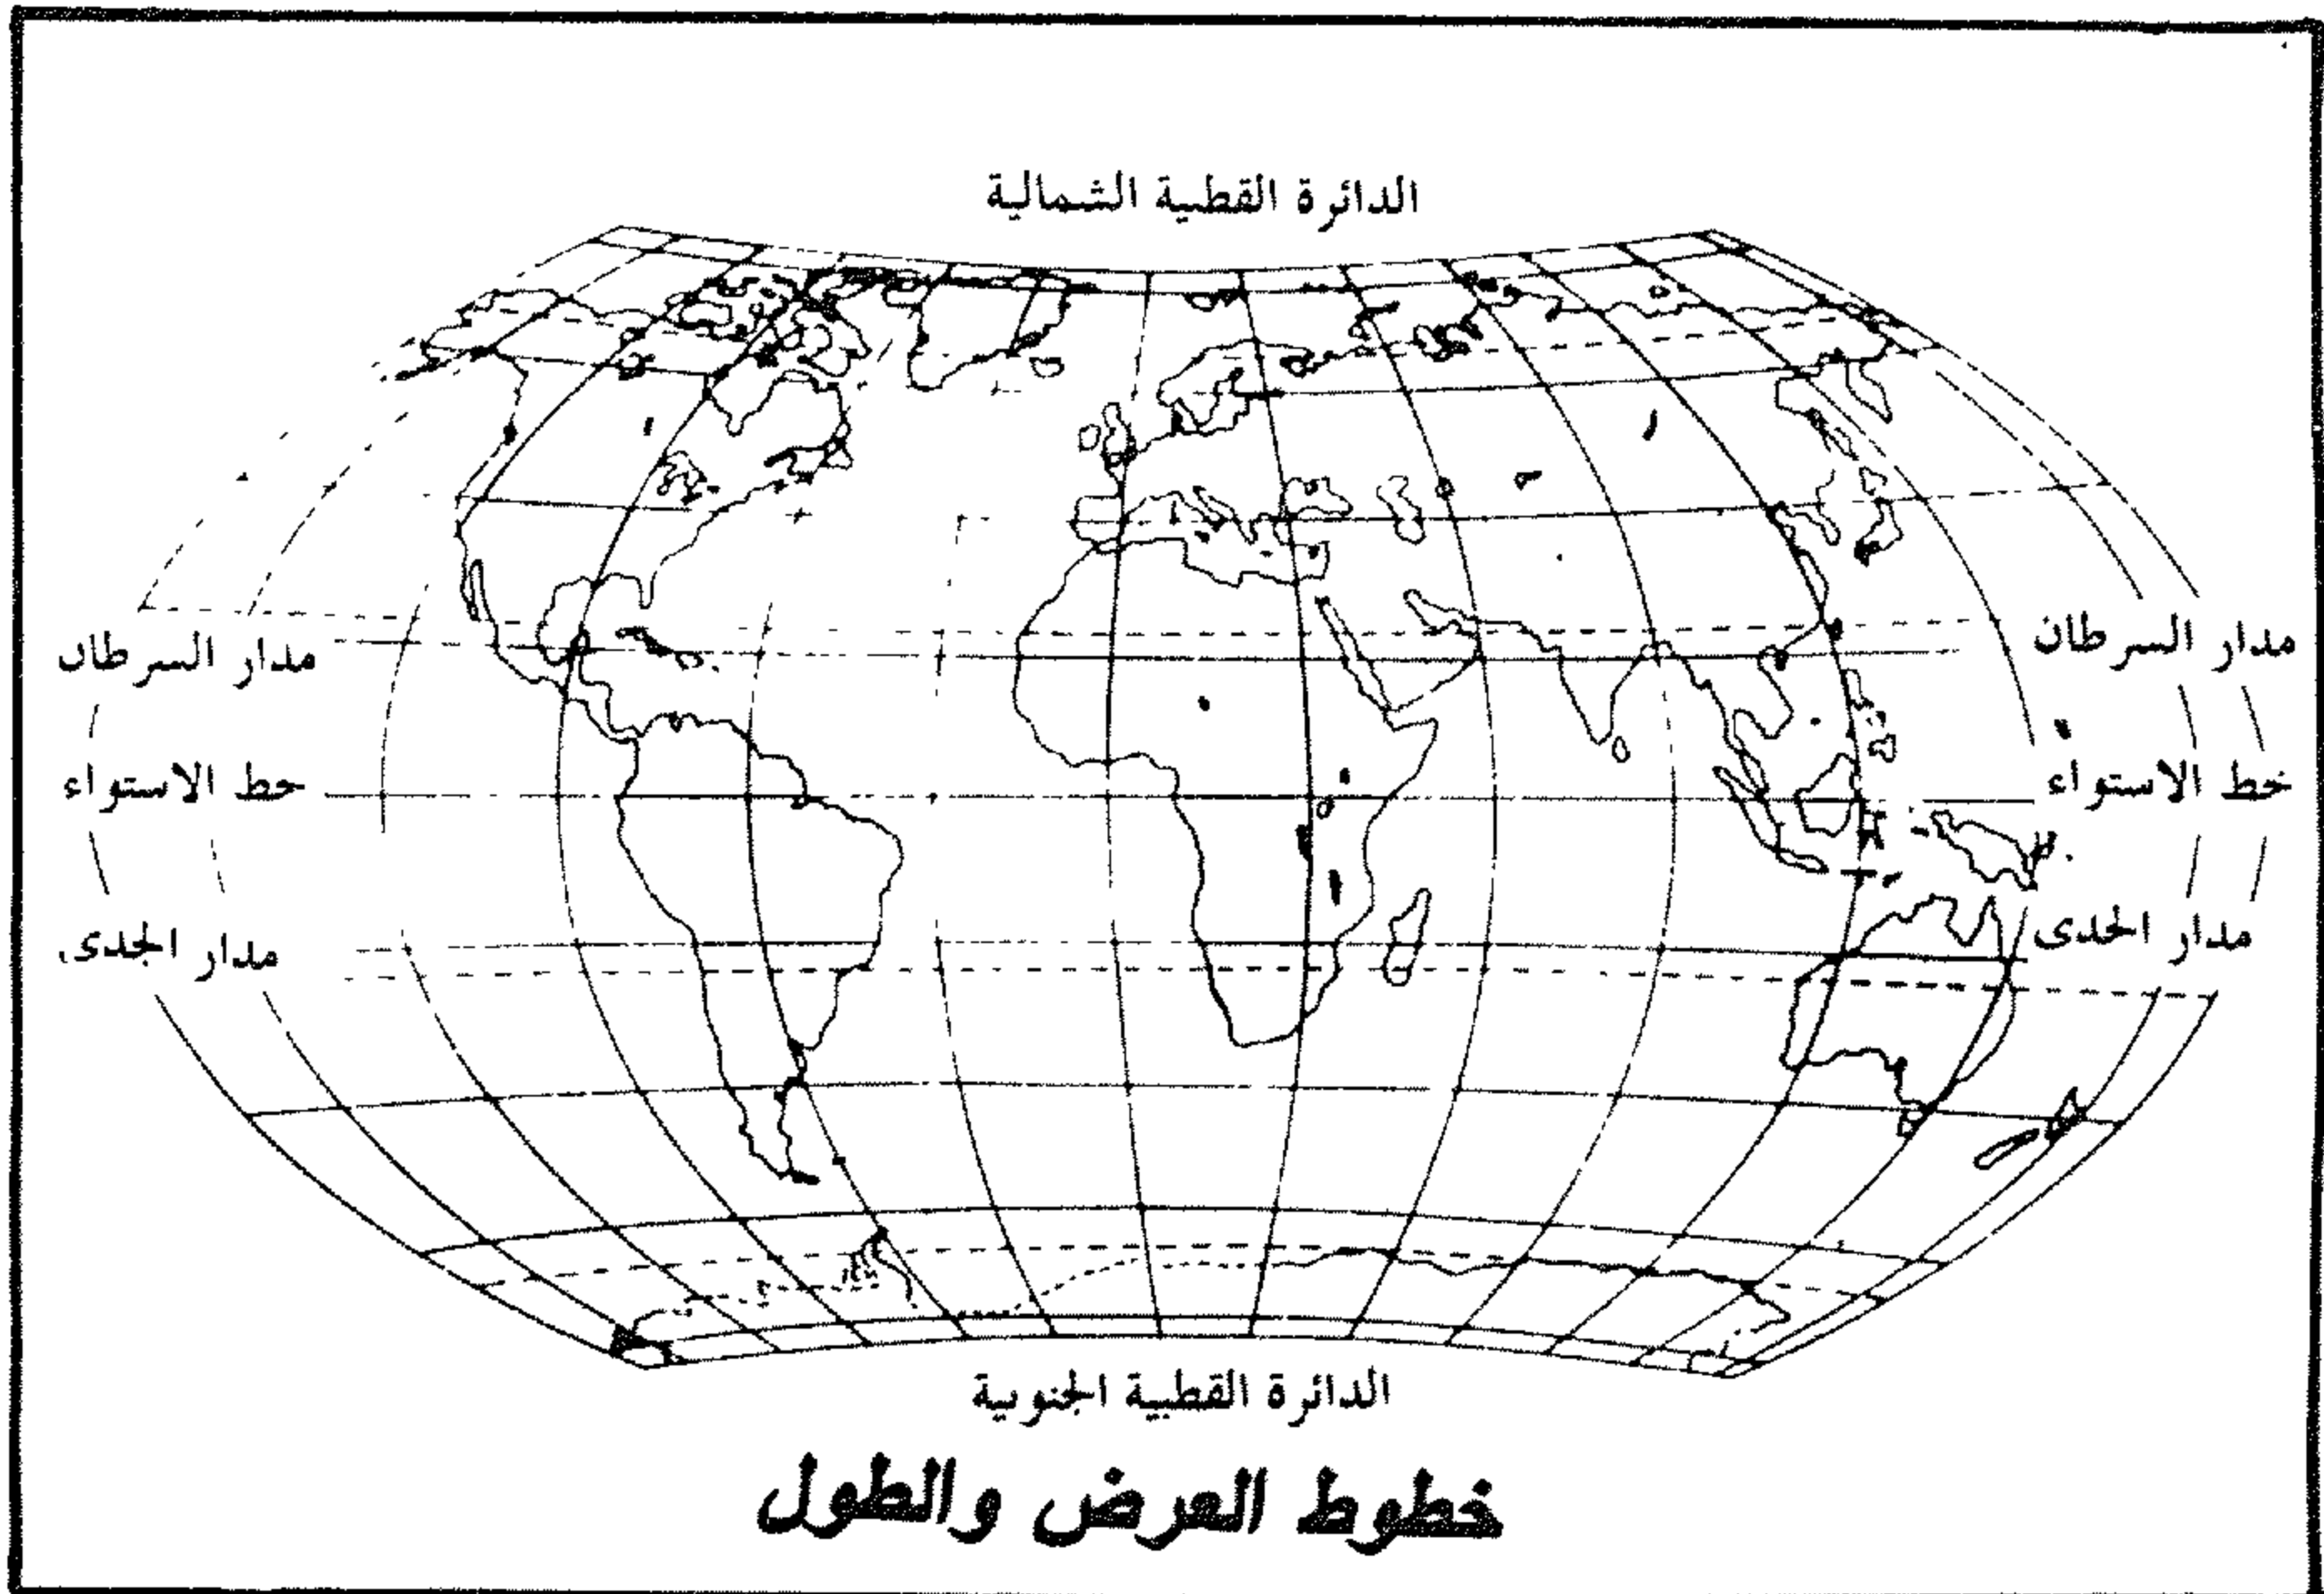 الدائرة القطبية الشمالية
مدار السرطان
مدار السرطان
خط الاستواء
خط الاستواء
مدار الجدى
مدار الجدى
الدائرة القطبية الجنوبية
خطوط العرض والطول